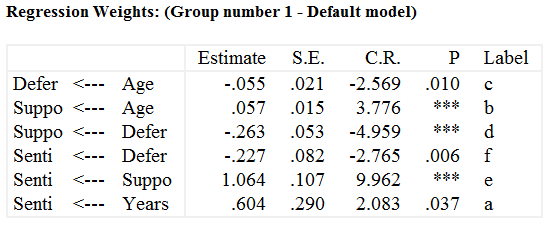 Regression Weights: (Group number 1 - Default model)
Estimate S.E. C.R. P Label
Defer <--- Age -.055 .021 -2.569 .010 c
Suppo <--- Age .057 .015 3.776 *** b
Suppo <--- Defer -.263 .053 -4.959 *** d
Senti <--- Defer -.227 .082 -2.765 .006 f
Senti <--- Suppo 1.064 .107 9.962 *** e
Senti <--- Years .604 .290 2.083 .037 a